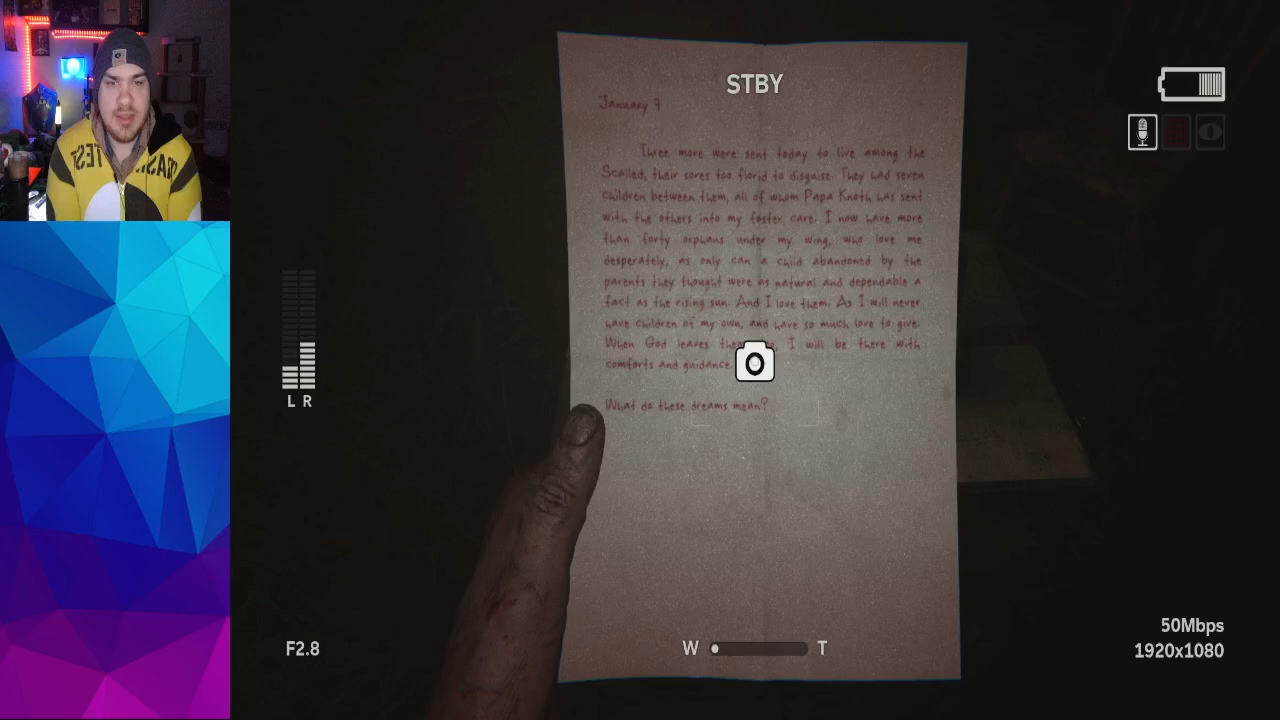 STBY
January 7
Three more were sent today to live among the
Scalled, their sores too florid to disguise. They had seven
children between them, all of whom Papa Knoth has sent
with the others into my foster care. I now have more
than forty orphans under my wing, who love me
desperately, as only can a child abandoned by the
parents they thought were as natural and dependable a
fact as the rising sun. And I love them. As I will never
have children of my own, and have so much love to give.
When God leaves I will be there with
comforts and guidance.
What do these dreams mean?
L R
F2.8
W T
50Mbps
1920x1080